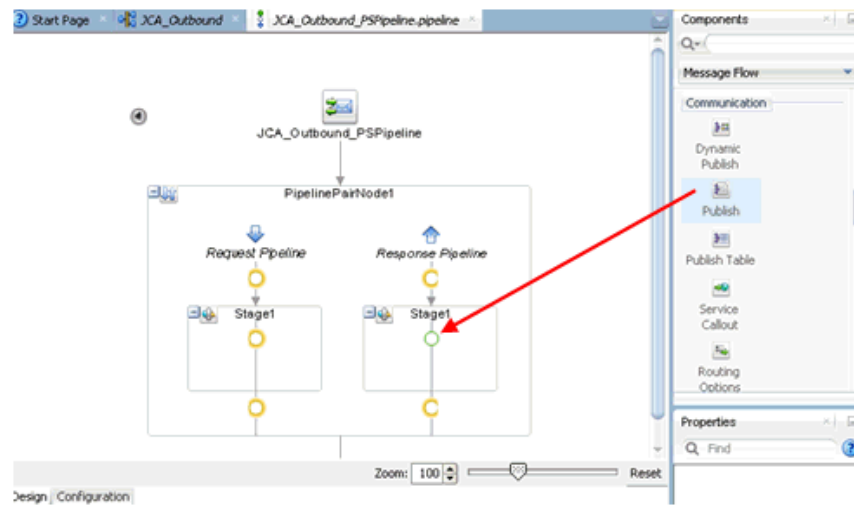 Start Page
JCA_Outbound
JCA_Outbound_PSPipeline.pipeline
Components
Message Flow
Communication
Dynamic
Publish
Publish
Publish Table
Service
Callout
Routing
Options
JCA_Outbound_PSPipeline
PipelinePairNode1
Request Pipeline
Response Pipeline
Stage1
Stage1
Properties
Find
Zoom: 100
Reset
Design
Configuration